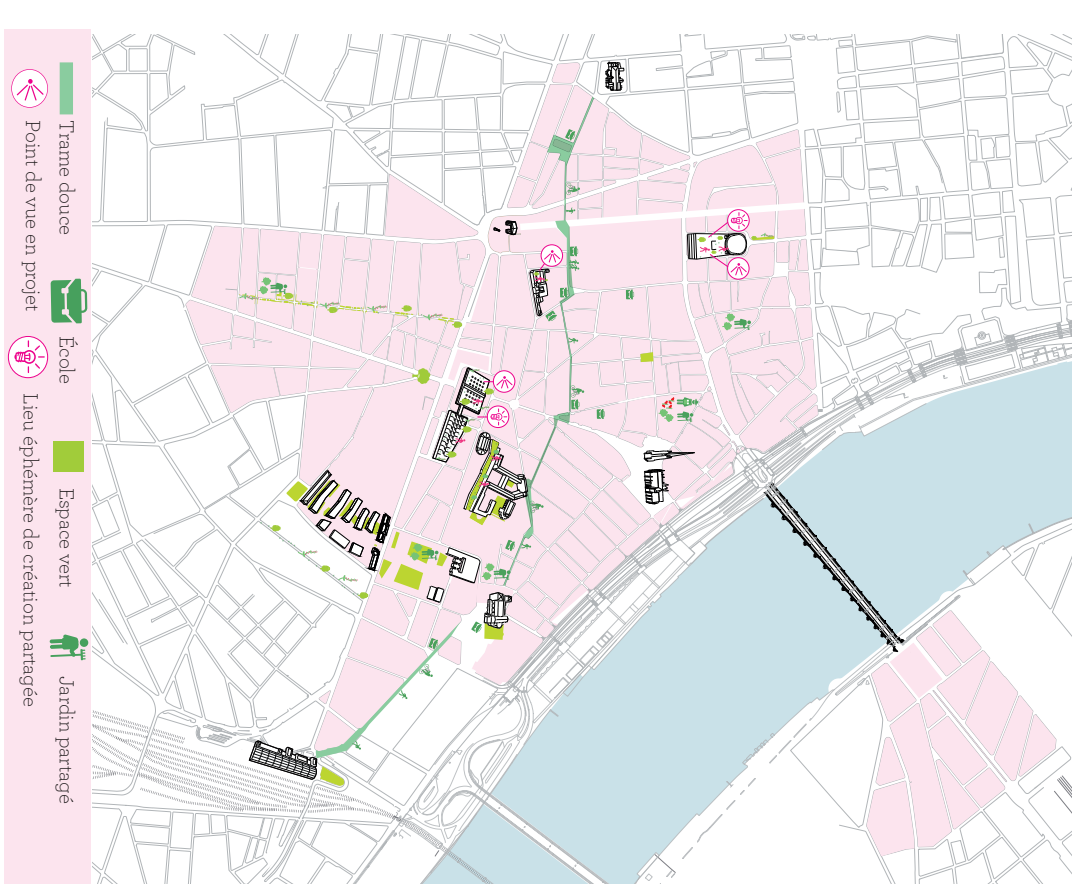 Trame douce
École
Espace vert
Jardin partagé
Point de vue en projet
Lieu éphémère de création partagée